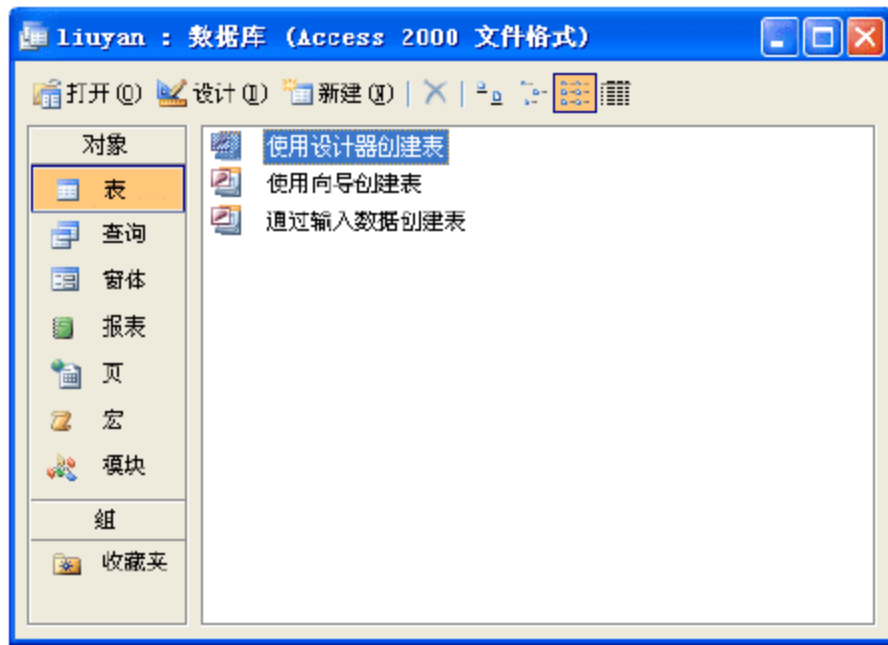 liuyan : 数据库 (Access 2000 文件格式)
打开(O) 设计(D) 新建(N)
对象
表
查询
窗体
报表
页
宏
模块
组
收藏夹
使用设计器创建表
使用向导创建表
通过输入数据创建表